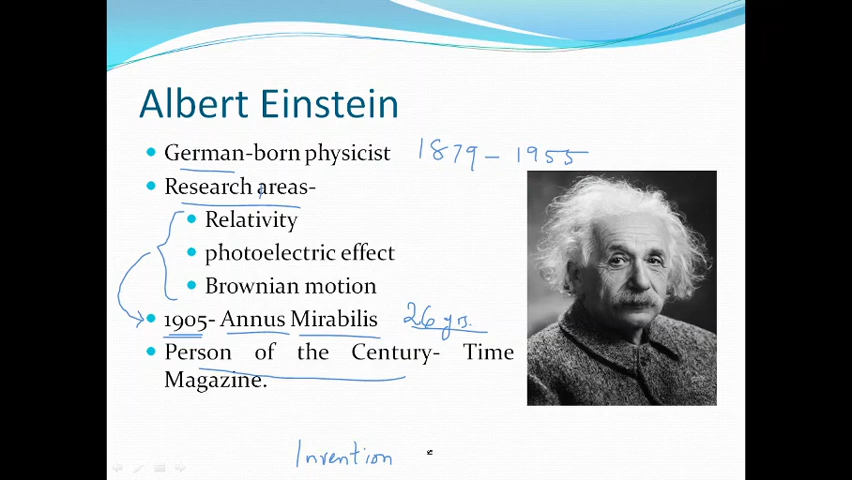 Albert Einstein
German-born physicist 1879 - 1955
Research areas-
Relativity
photoelectric effect
Brownian motion
1905- Annus Mirabilis 26 yrs.
Person of the Century- Time
Magazine.
Invention